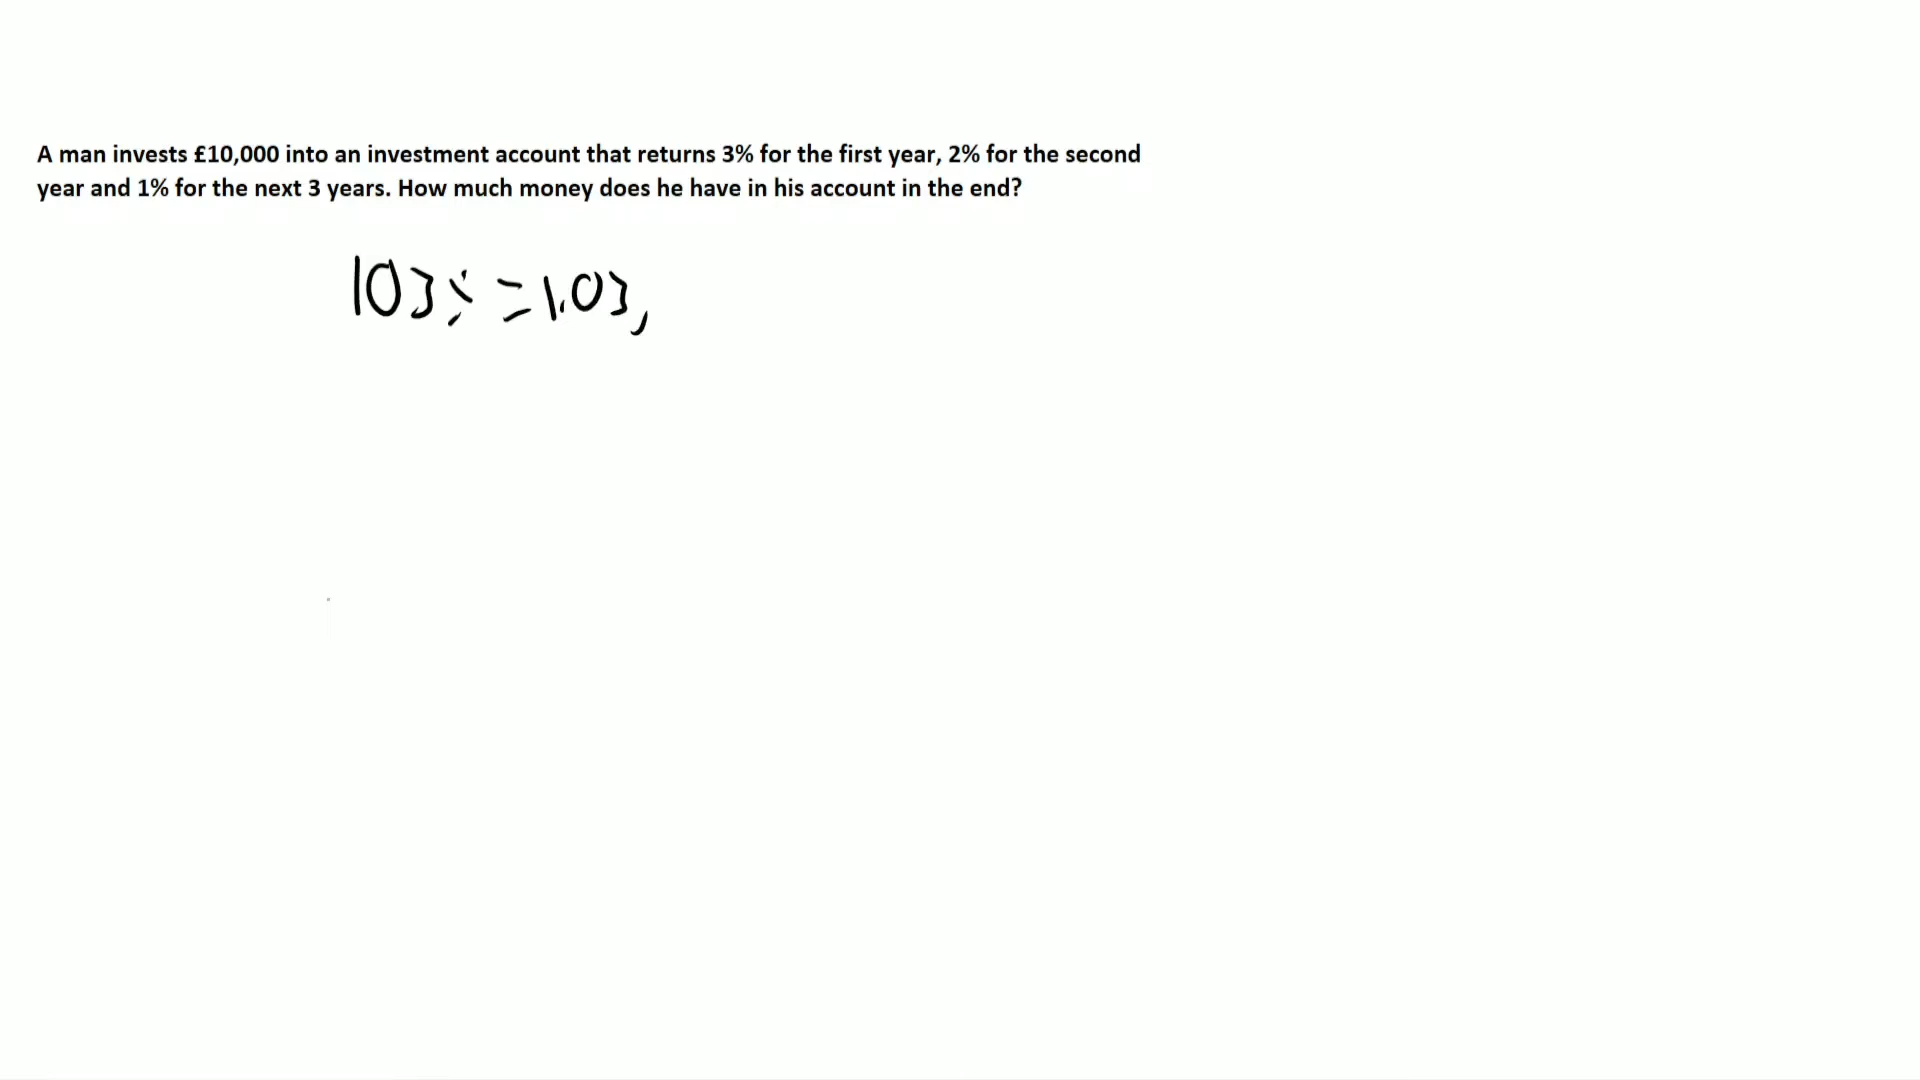 A man invests £10,000 into an investment account that returns 3% for the first year, 2% for the second
year and 1% for the next 3 years. How much money does he have in his account in the end?
103% = 1.03,